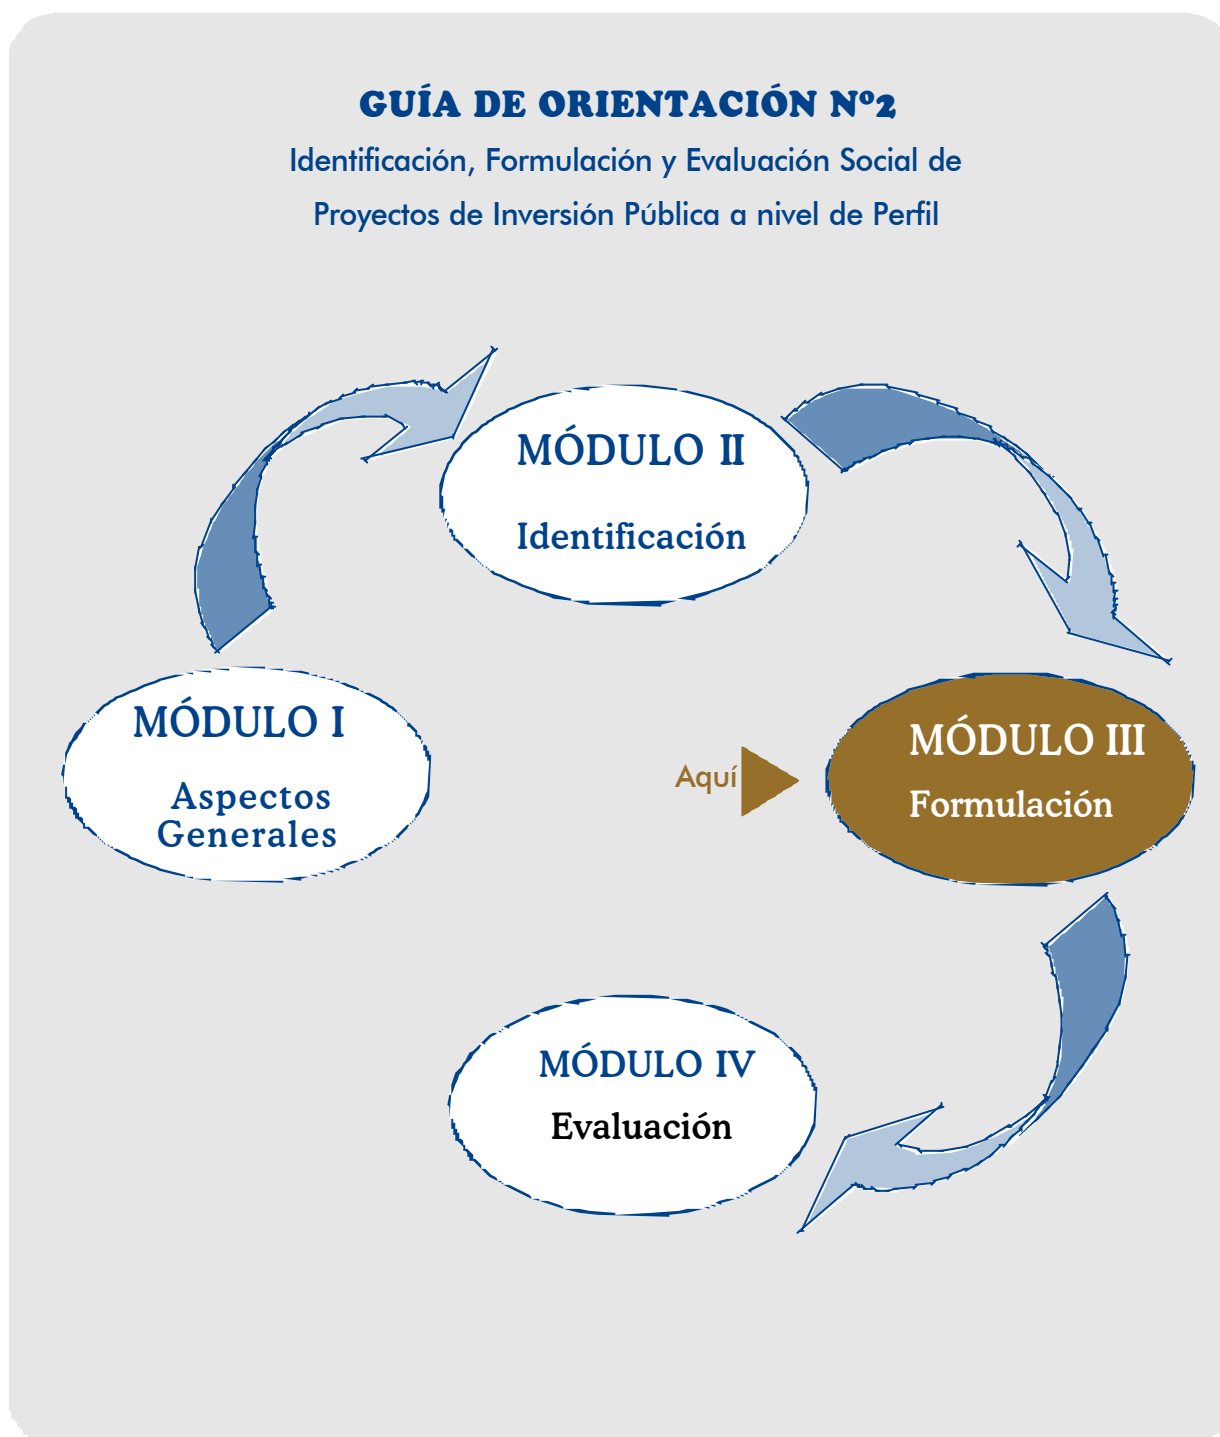 GUÍA DE ORIENTACIÓN Nº2
Identificación, Formulación y Evaluación Social de
Proyectos de Inversión Pública a nivel de Perfil
MÓDULO II
Identificación
MÓDULO I
Aspectos
Generales
Aquí
MÓDULO III
Formulación
MÓDULO IV
Evaluación